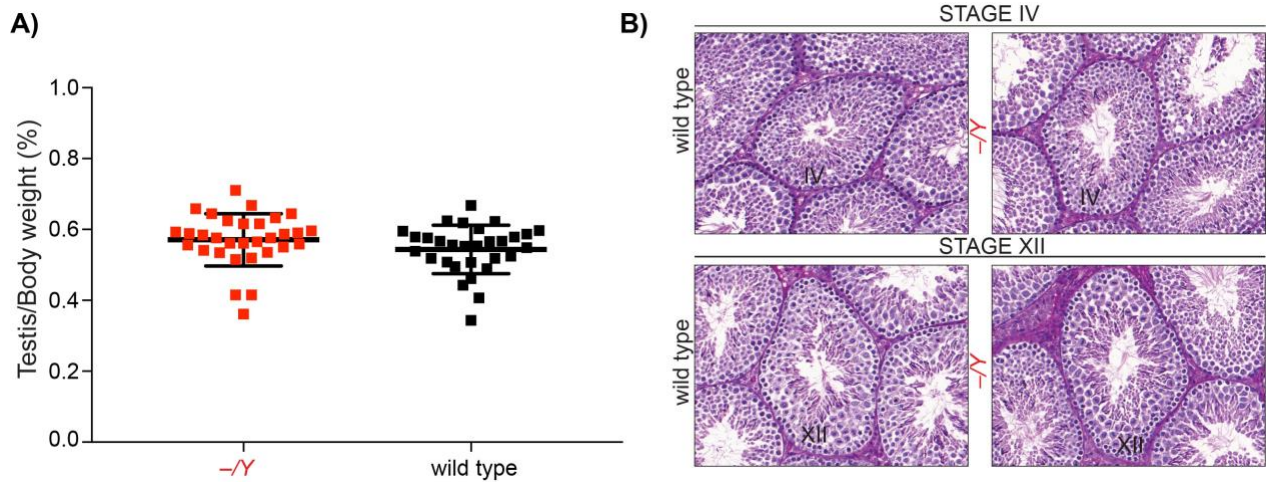 A)
Testis/Body weight (%)
1.0
0.8
0.6
0.4
0.2
0.0
–/Y
wild type
B)
STAGE IV
wild type
IV
–/Y
IV
STAGE XII
wild type
XII
–/Y
XII